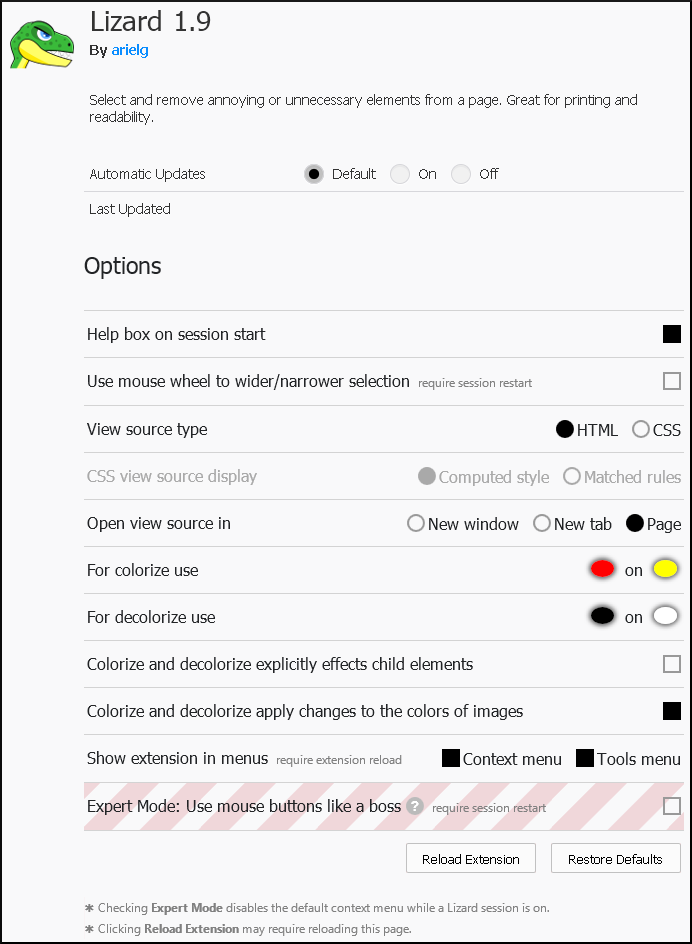 Lizard 1.9
By arielg
Select and remove annoying or unnecessary elements from a page. Great for printing and
readability.
Automatic Updates Default On Off
Last Updated
Options
Help box on session start
Use mouse wheel to wider/narrower selection require session restart
View source type HTML CSS
CSS view source display Computed style Matched rules
Open view source in New window New tab Page
For colorize use on
For decolorize use on
Colorize and decolorize explicitly effects child elements
Colorize and decolorize apply changes to the colors of images
Show extension in menus require extension reload Context menu Tools menu
Expert Mode: Use mouse buttons like a boss ? require session restart
Reload Extension Restore Defaults
∗ Checking Expert Mode disables the default context menu while a Lizard session is on.
∗ Clicking Reload Extension may require reloading this page.